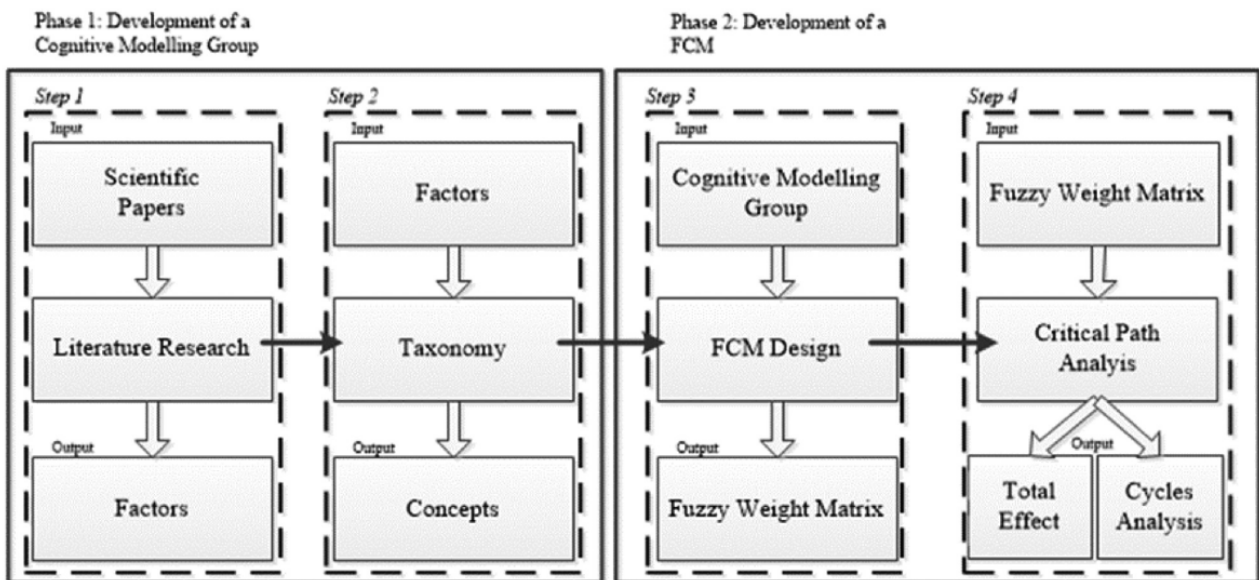 Phase 1: Development of a
Cognitive Modelling Group
Phase 2: Development of a
FCM
Step 1
Input
Scientific
Papers
Literature Research
Output
Factors
Step 2
Input
Factors
Taxonomy
Output
Concepts
Step 3
Input
Cognitive Modelling
Group
FCM Design
Output
Fuzzy Weight Matrix
Step 4
Input
Fuzzy Weight Matrix
Critical Path
Analyis
Output
Total
Effect
Cycles
Analysis